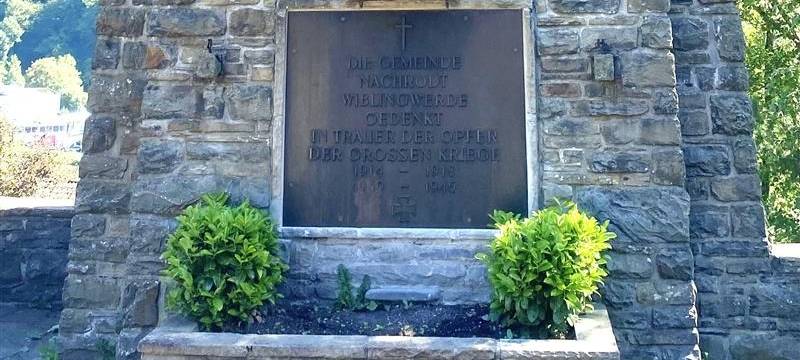 DIE GEMEINDE
NACHRODT
WIBLINGWERDE
GEDENKT
IN TRAUER DER OPFER
DER GROSSEN KRIEGE
1914 - 1918
1939 - 1945